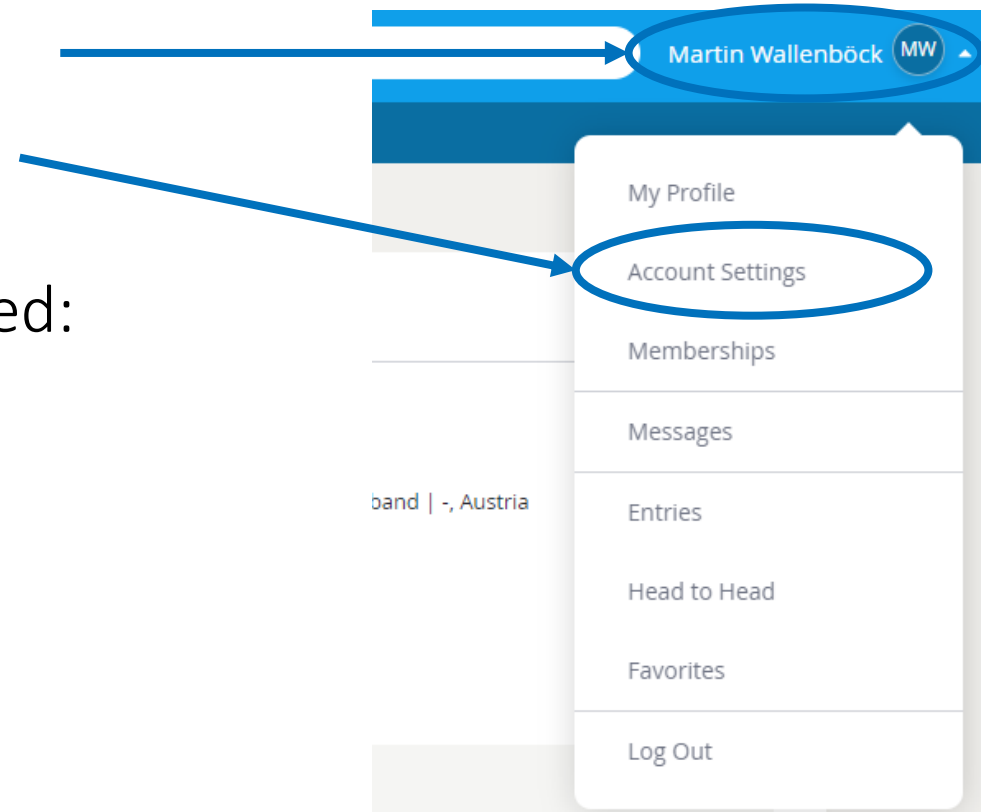 Martin Wallenböck MW
My Profile
Account Settings
ed:
Memberships
Messages
band | -, Austria
Entries
Head to Head
Favorites
Log Out